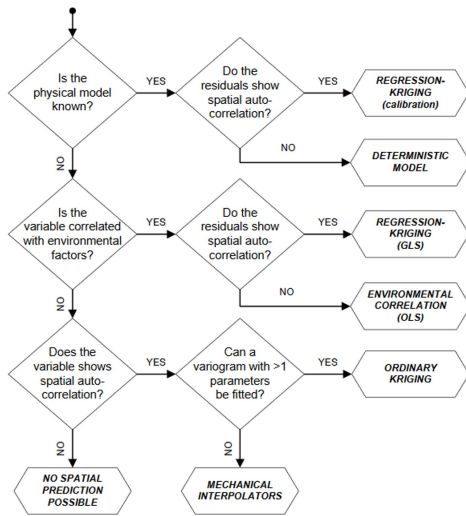 Is the
physical model
known?
YES
Do the
residuals show
spatial auto-
correlation?
YES
REGRESSION-
KRIGING
(calibration)
NO
DETERMINISTIC
MODEL
NO
Is the
variable correlated
with environmental
factors?
YES
Do the
residuals show
spatial auto-
correlation?
YES
REGRESSION-
KRIGING
(GLS)
NO
ENVIRONMENTAL
CORRELATION
(OLS)
NO
Does the
variable shows
spatial auto-
correlation?
YES
Can a
variogram with >1
parameters
be fitted?
YES
ORDINARY
KRIGING
NO
NO SPATIAL
PREDICTION
POSSIBLE
NO
MECHANICAL
INTERPOLATORS